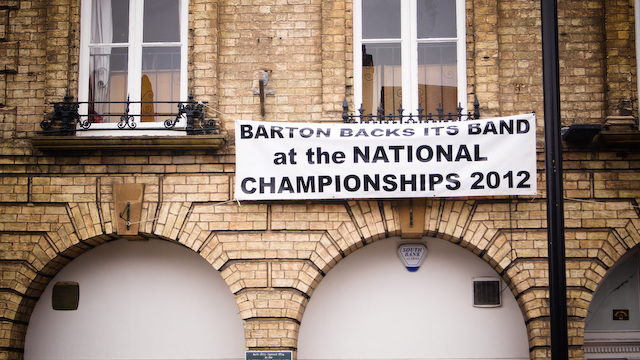 BARTON BACKS ITS BAND
at the NATIONAL
CHAMPIONSHIPS 2012